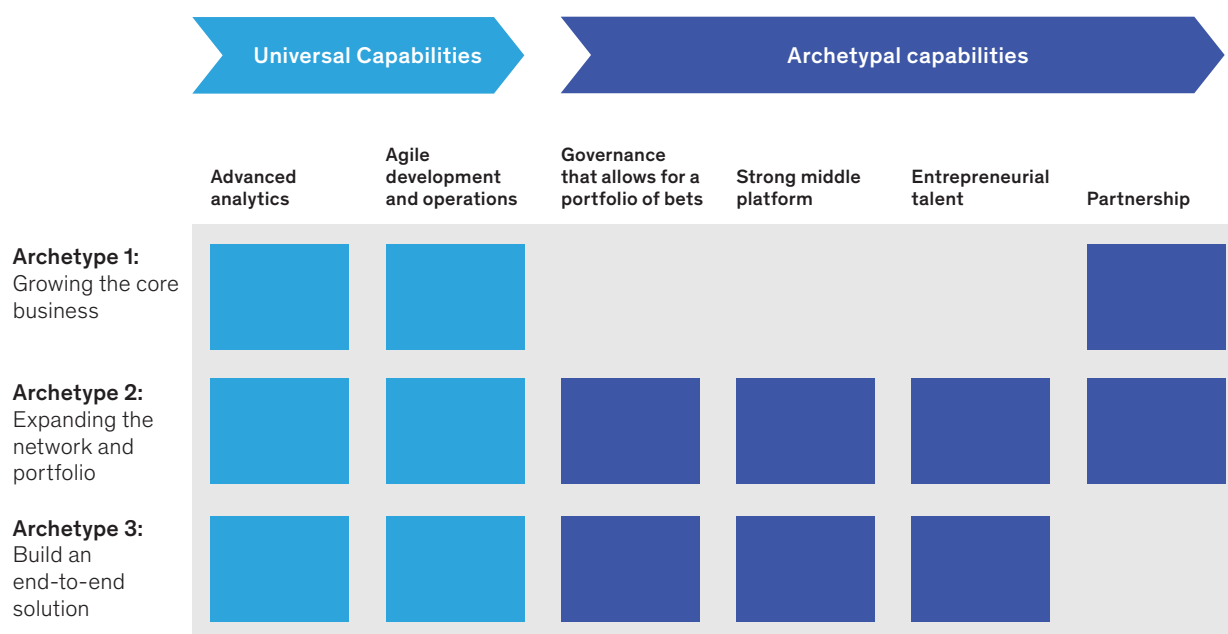 Universal Capabilities
Archetypal capabilities
Advanced
analytics
Agile
development
and operations
Governance
that allows for a
portfolio of bets
Strong middle
platform
Entrepreneurial
talent
Partnership
Archetype 1:
Growing the core
business
Archetype 2:
Expanding the
network and
portfolio
Archetype 3:
Build an
end-to-end
solution